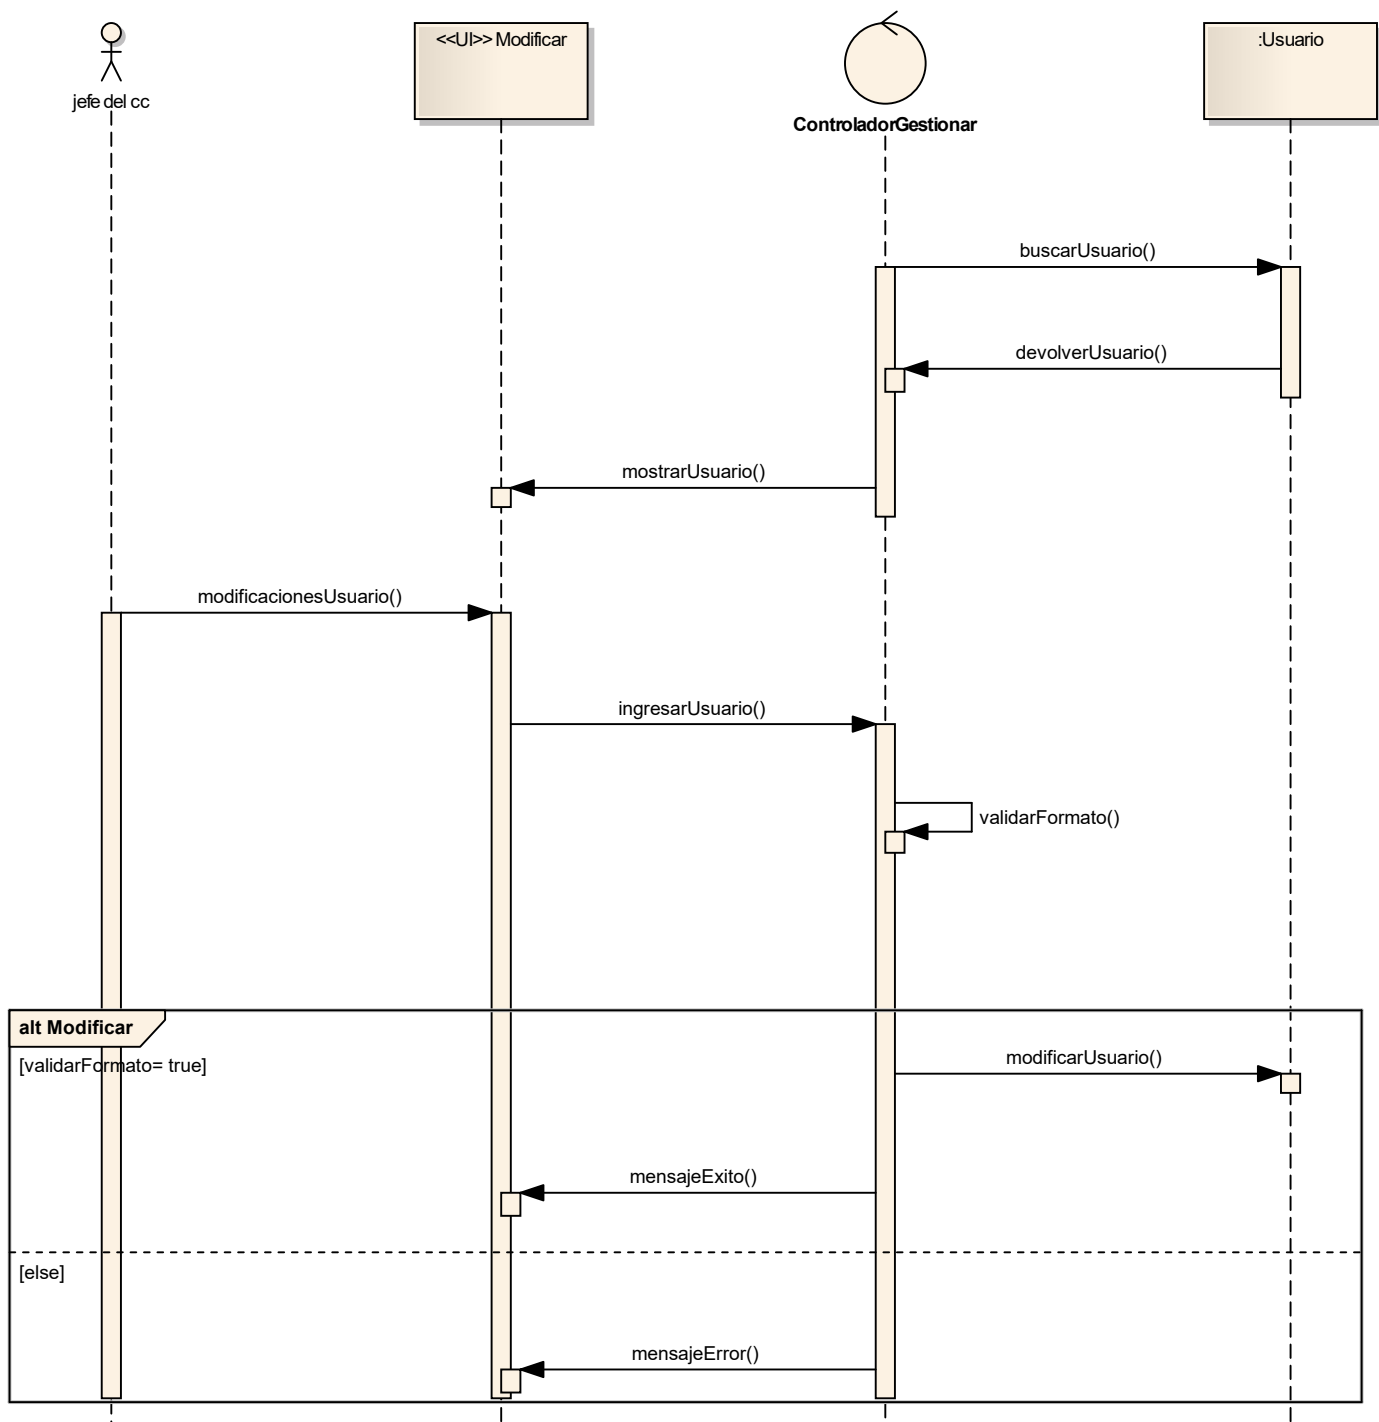 jefe del cc
<<UI>> Modificar
ControladorGestionar
:Usuario
buscarUsuario()
devolverUsuario()
mostrarUsuario()
modificacionesUsuario()
ingresarUsuario()
validarFormato()
alt Modificar
[validarFormato= true]
modificarUsuario()
mensajeExito()
[else]
mensajeError()